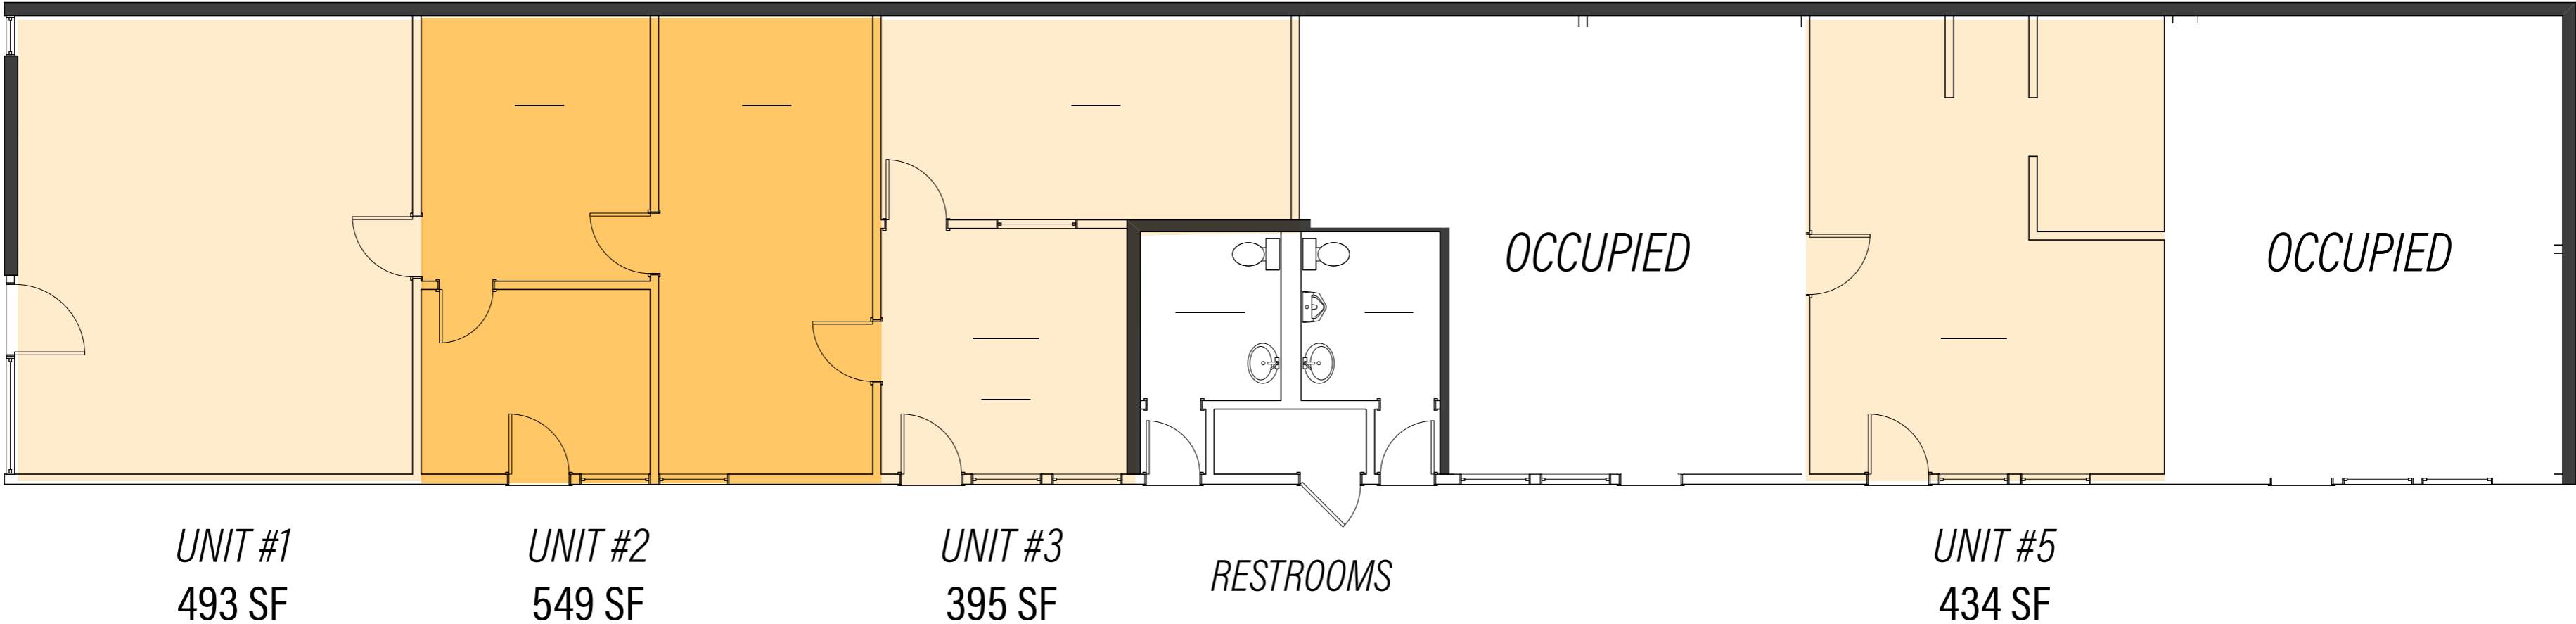 OCCUPIED
OCCUPIED
UNIT #1
493 SF
UNIT #2
549 SF
UNIT #3
395 SF
RESTROOMS
UNIT #5
434 SF